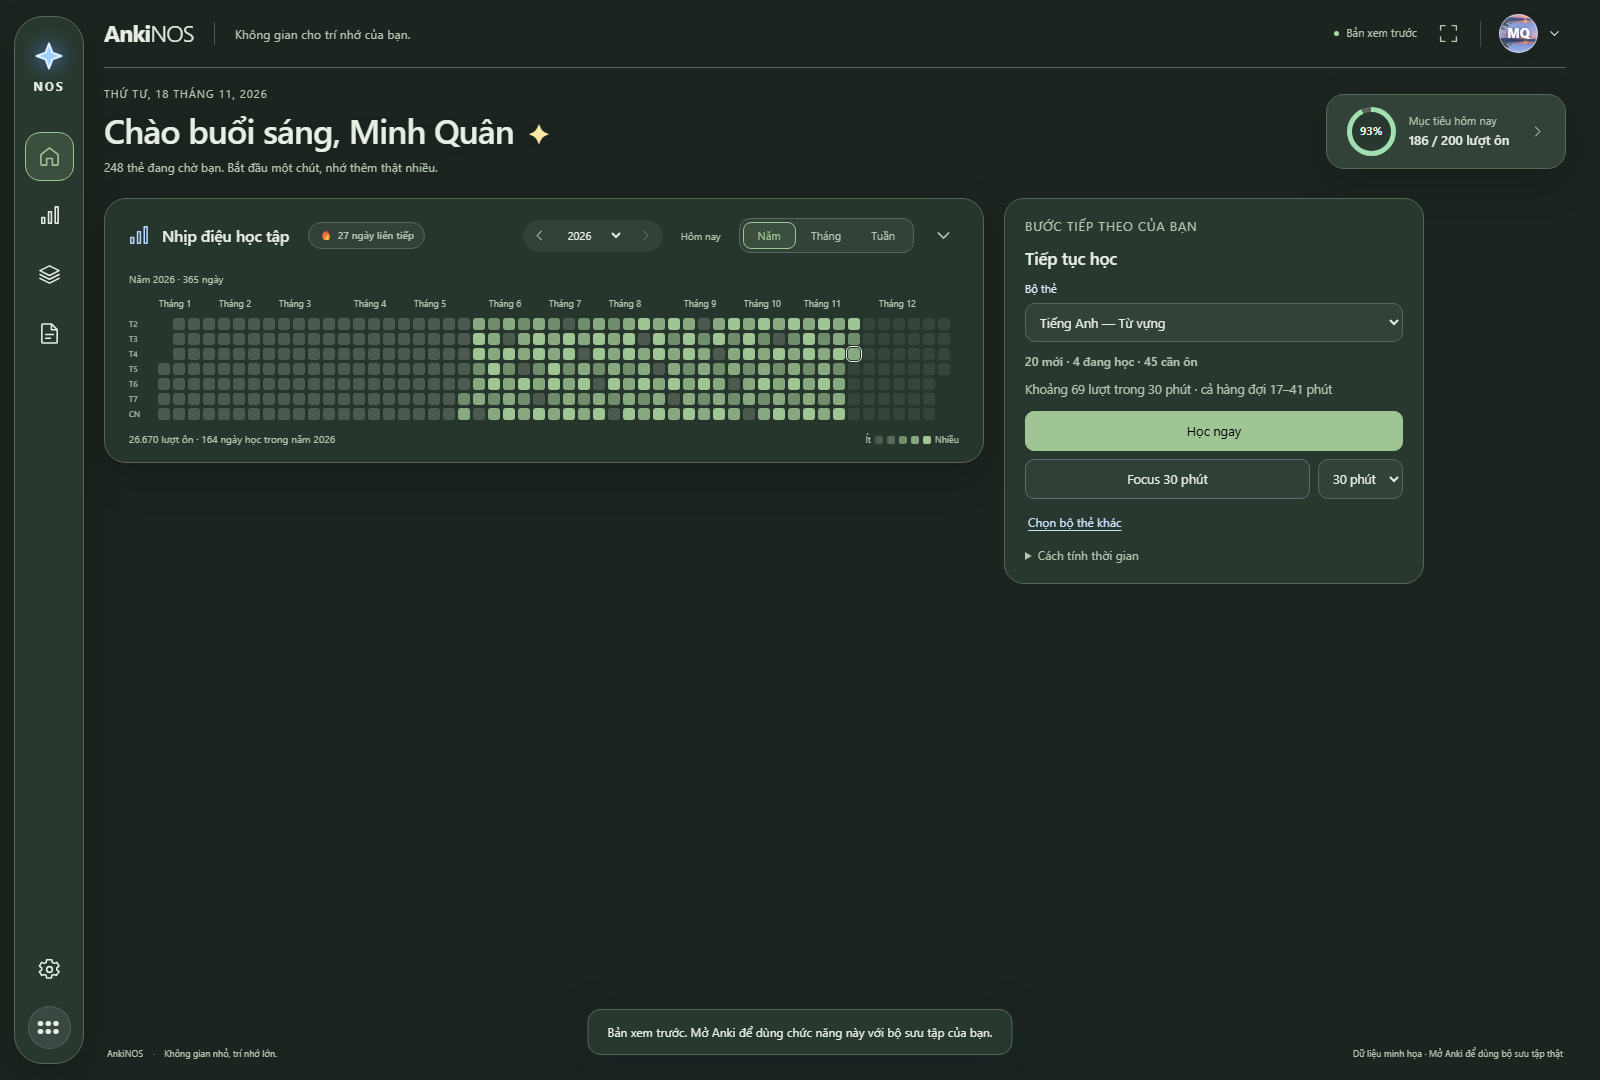 NOS
AnkiNOS
Không gian cho trí nhớ của bạn.
Bản xem trước
MQ
THỨ TƯ, 18 THÁNG 11, 2026
Chào buổi sáng, Minh Quân
248 thẻ đang chờ bạn. Bắt đầu một chút, nhớ thêm thật nhiều.
93%
Mục tiêu hôm nay
186 / 200 lượt ôn
Nhịp điệu học tập
27 ngày liên tiếp
2026
Hôm nay
Năm
Tháng
Tuần
Năm 2026 · 365 ngày
Tháng 1 Tháng 2 Tháng 3 Tháng 4 Tháng 5 Tháng 6 Tháng 7 Tháng 8 Tháng 9 Tháng 10 Tháng 11 Tháng 12
T2
T3
T4
T5
T6
T7
CN
26.670 lượt ôn · 164 ngày học trong năm 2026
Ít
Nhiều
BƯỚC TIẾP THEO CỦA BẠN
Tiếp tục học
Bộ thẻ
Tiếng Anh — Từ vựng
20 mới · 4 đang học · 45 cần ôn
Khoảng 69 lượt trong 30 phút · cả hàng đợi 17–41 phút
Học ngay
Focus 30 phút
30 phút
Chọn bộ thẻ khác
Cách tính thời gian
Bản xem trước. Mở Anki để dùng chức năng này với bộ sưu tập của bạn.
AnkiNOS · Không gian nhỏ, trí nhớ lớn.
Dữ liệu minh họa · Mở Anki để dùng bộ sưu tập thật